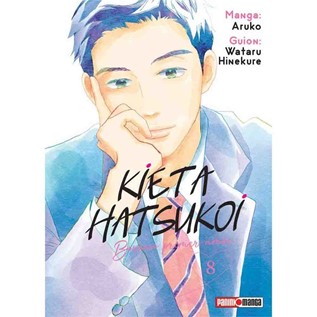 Manga:
Aruko
Guion:
Wataru
Hinekure
KIETA
HATSUKOI
8
PANINI MANGA